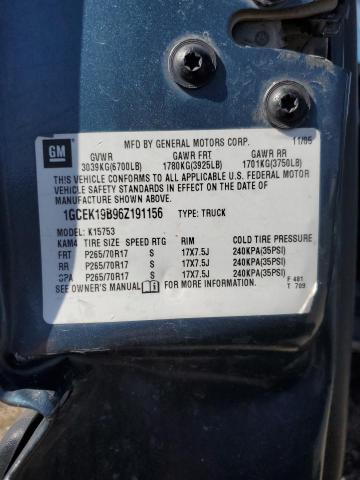 GM
MFD BY GENERAL MOTORS CORP. 11/05
GVWR GAWR FRT GAWR RR
3039KG(6700LB) 1780KG(3925LB) 1701KG(3750LB)
THIS VEHICLE CONFORMS TO ALL APPLICABLE U.S. FEDERAL MOTOR
VEHICLE SAFETY STANDARDS IN EFFECT ON THE DATE OF
MANUFACTURE SHOWN ABOVE.
1GCEK19B96Z191156 TYPE: TRUCK
MODEL: K15753
KAM4 TIRE SIZE SPEED RTG RIM COLD TIRE PRESSURE
FRT P265/70R17 S 17X7.5J 240KPA(35PSI)
RR P265/70R17 S 17X7.5J 240KPA(35PSI)
SPA P265/70R17 S 17X7.5J 240KPA(35PSI)
SEE OWNER'S MANUAL FOR MORE INFORMATION. F 481
T 709